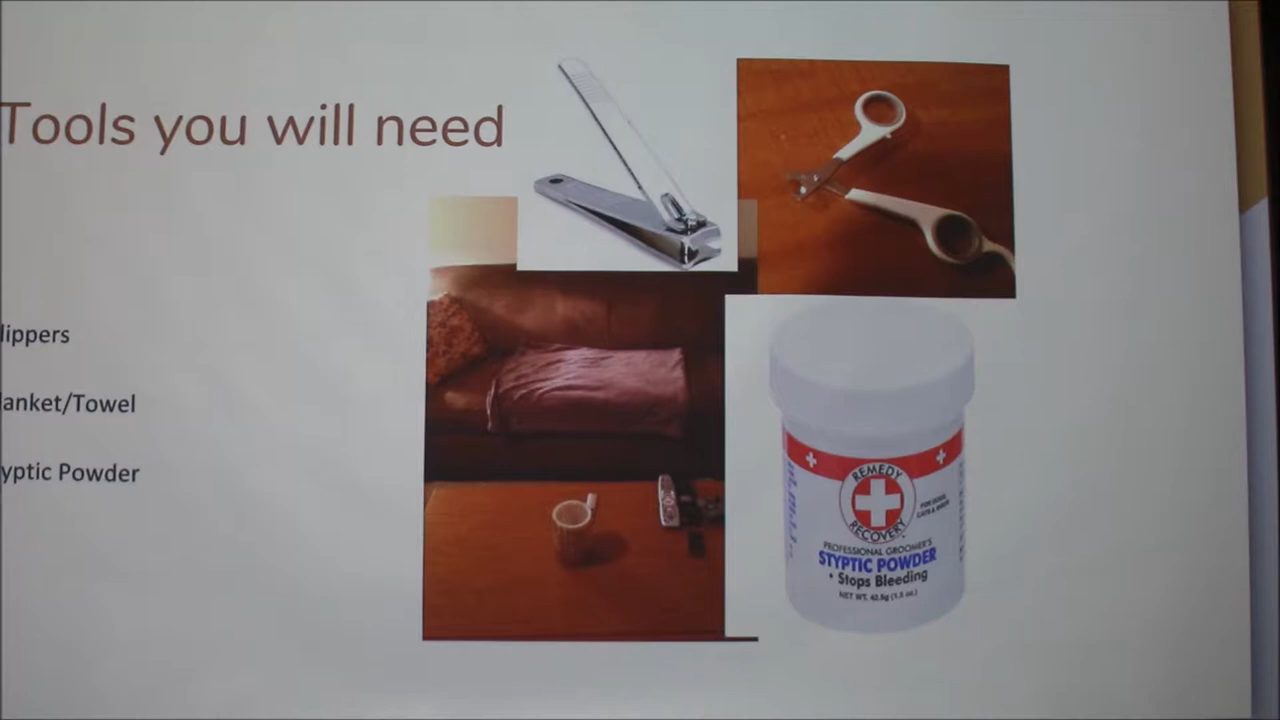 Tools you will need
lippers
anket/Towel
yptic Powder
REMEDY
RECOVERY
FOR DOGS,
CATS & BIRDS
PROFESSIONAL GROOMER'S
STYPTIC POWDER
• Stops Bleeding
NET WT. 42.5g (1.5 oz.)